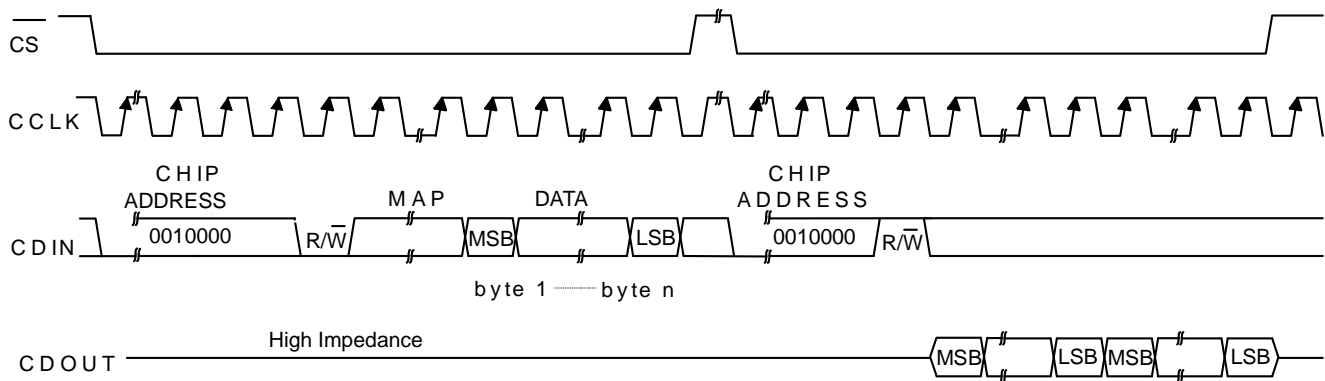 CS
CCLK
CHIP
ADDRESS
MAP
DATA
CHIP
ADDRESS
CDIN
0010000
R/W
MSB
LSB
0010000
R/W
byte 1
byte n
High Impedance
CDOUT
MSB
LSB
MSB
LSB